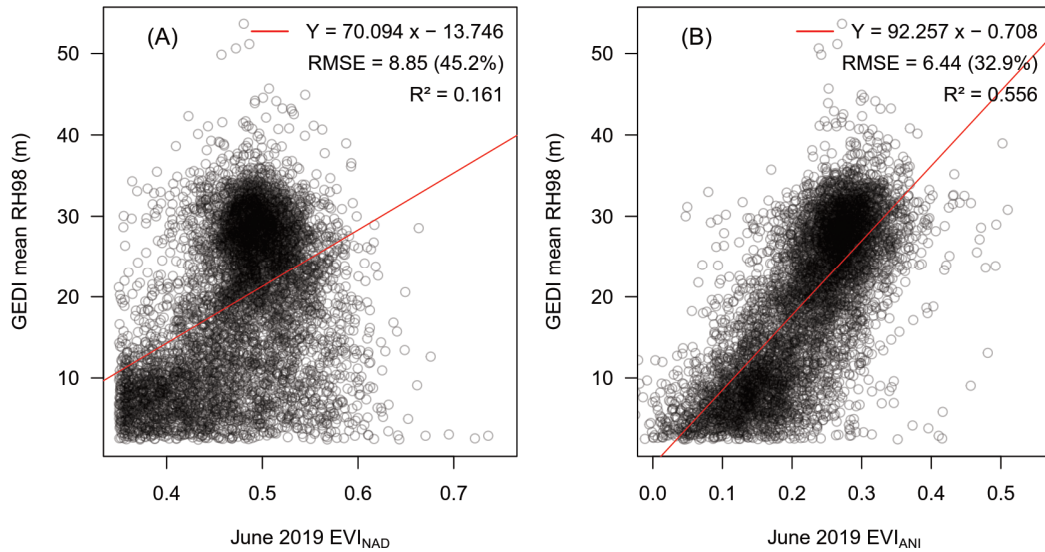 (A)
Y = 70.094 x − 13.746
RMSE = 8.85 (45.2%)
R² = 0.161
GEDI mean RH98 (m)
50
40
30
20
10
0.4 0.5 0.6 0.7
June 2019 EVI_NAD
(B)
Y = 92.257 x − 0.708
RMSE = 6.44 (32.9%)
R² = 0.556
GEDI mean RH98 (m)
50
40
30
20
10
0.0 0.1 0.2 0.3 0.4 0.5
June 2019 EVI_ANI